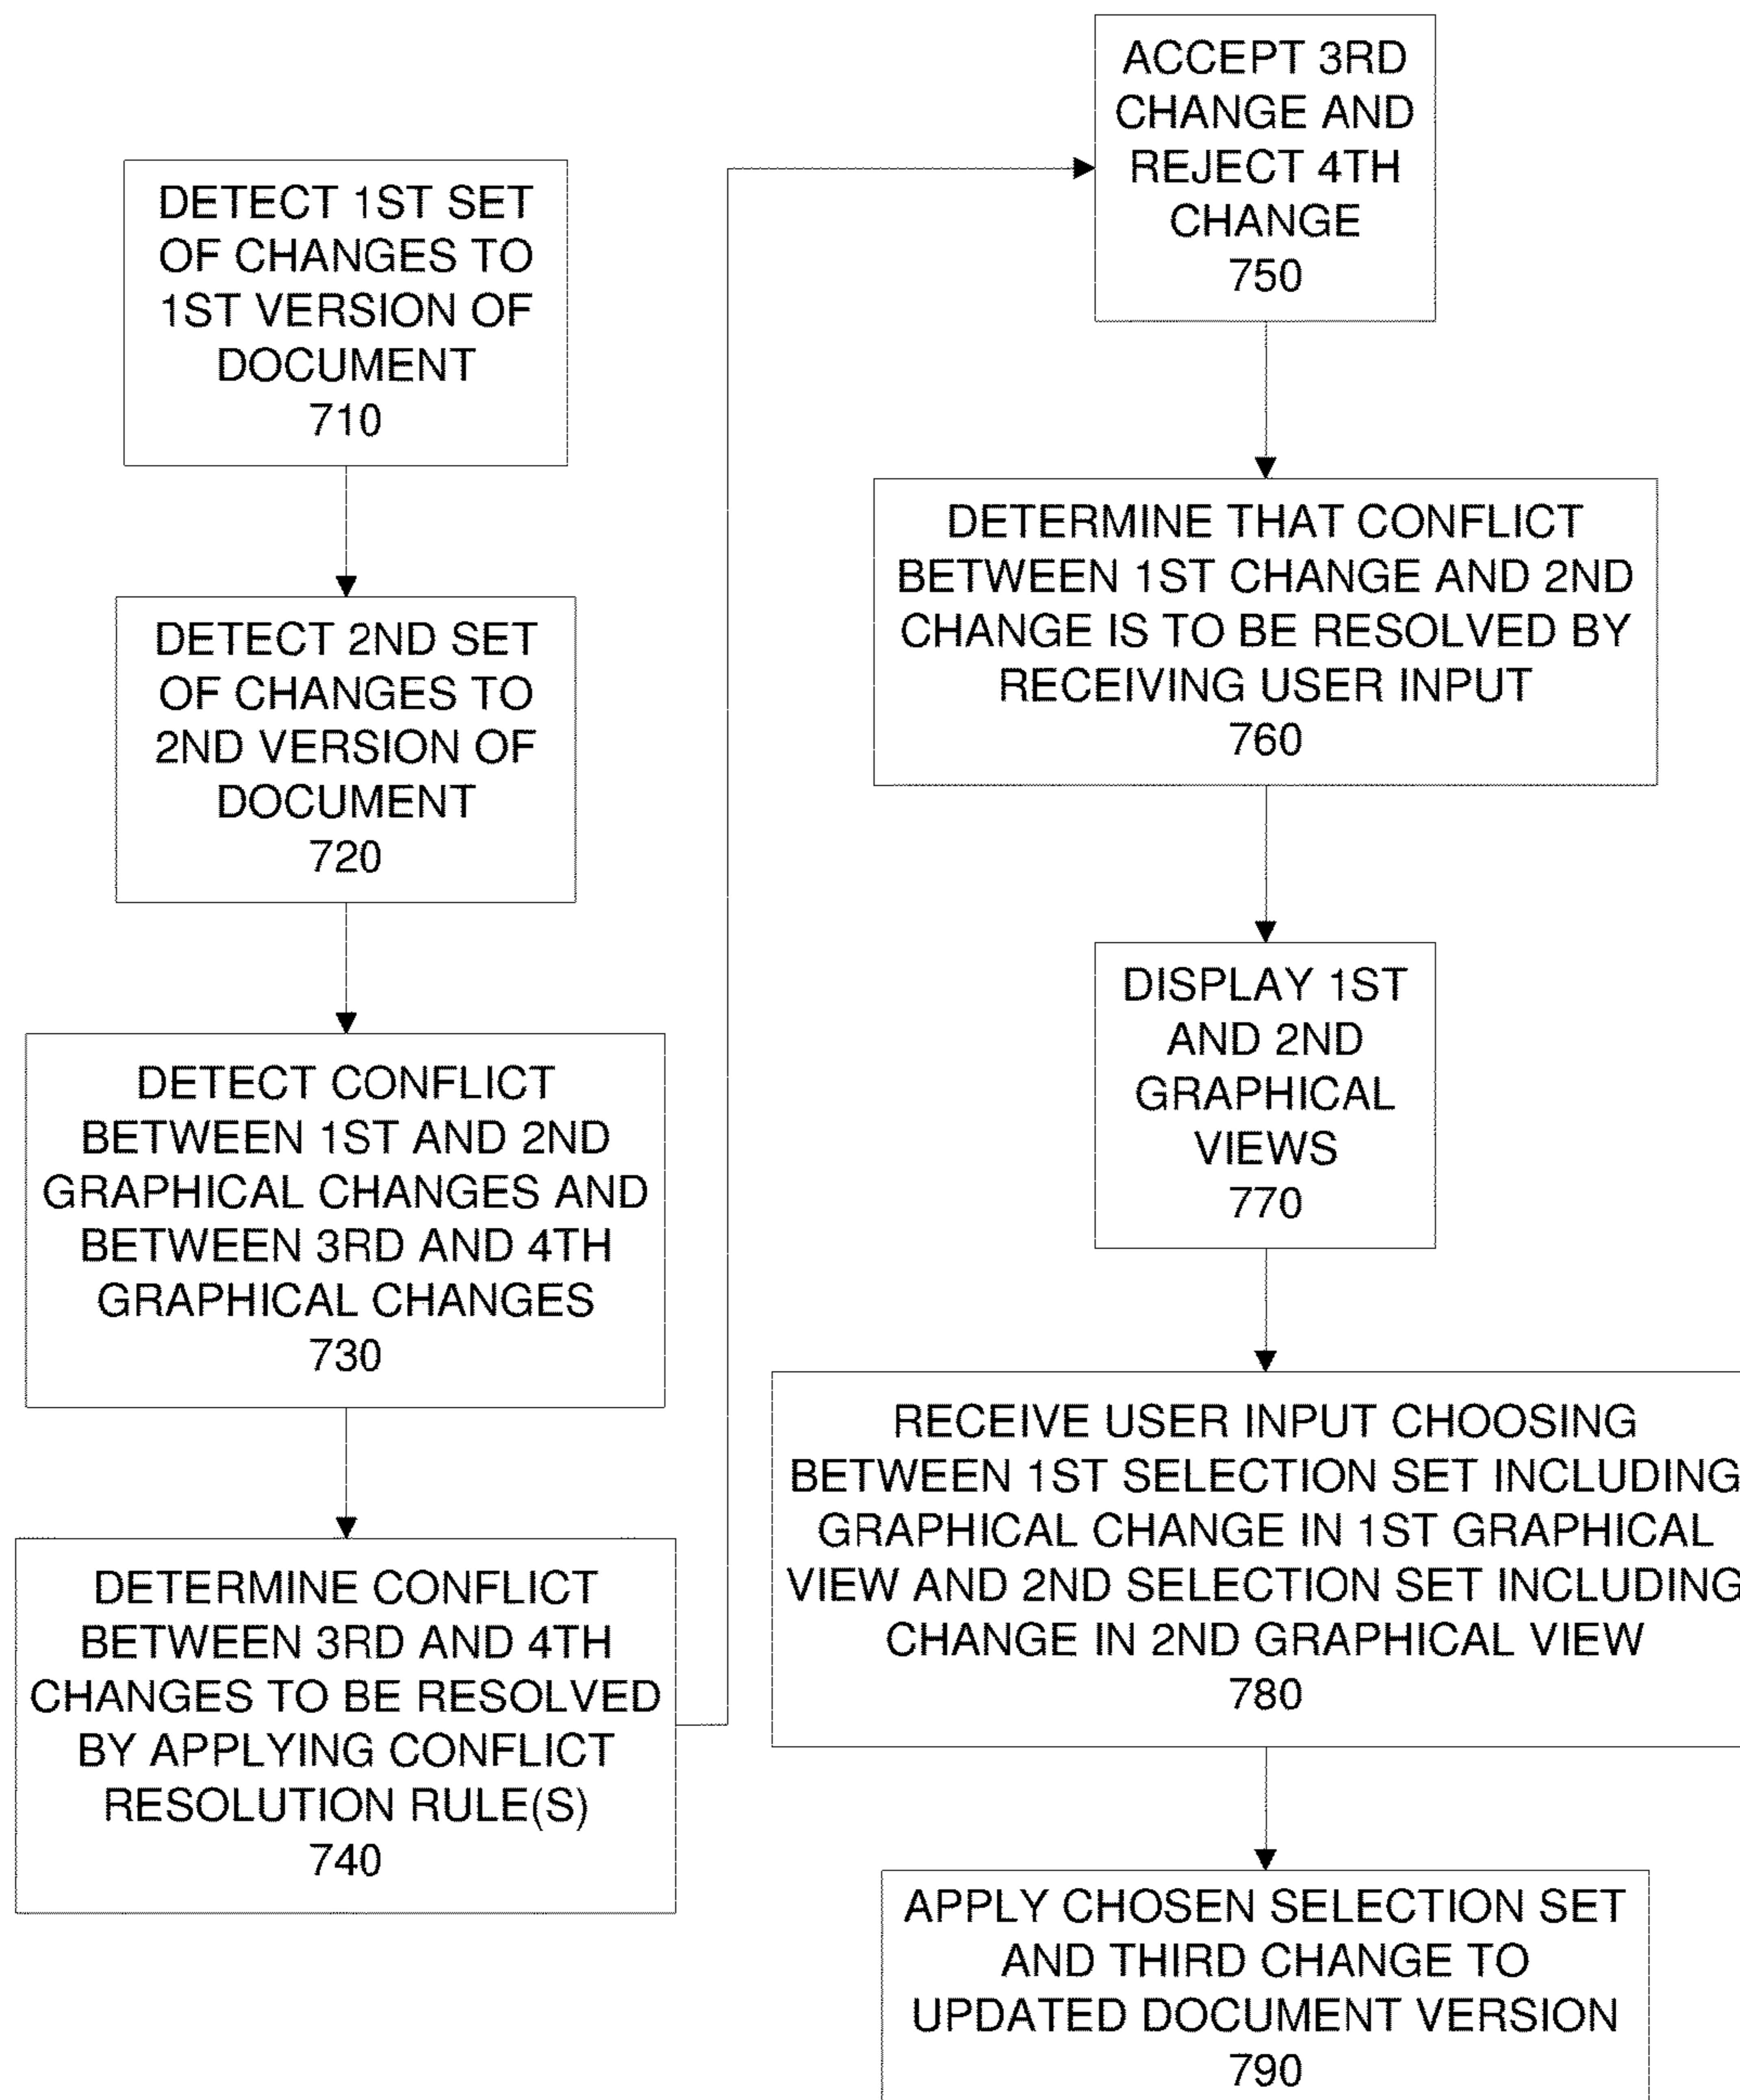 DETECT 1ST SET
OF CHANGES TO
1ST VERSION OF
DOCUMENT
710
DETECT 2ND SET
OF CHANGES TO
2ND VERSION OF
DOCUMENT
720
DETECT CONFLICT
BETWEEN 1ST AND 2ND
GRAPHICAL CHANGES AND
BETWEEN 3RD AND 4TH
GRAPHICAL CHANGES
730
DETERMINE CONFLICT
BETWEEN 3RD AND 4TH
CHANGES TO BE RESOLVED
BY APPLYING CONFLICT
RESOLUTION RULE(S)
740
ACCEPT 3RD
CHANGE AND
REJECT 4TH
CHANGE
750
DETERMINE THAT CONFLICT
BETWEEN 1ST CHANGE AND 2ND
CHANGE IS TO BE RESOLVED BY
RECEIVING USER INPUT
760
DISPLAY 1ST
AND 2ND
GRAPHICAL
VIEWS
770
RECEIVE USER INPUT CHOOSING
BETWEEN 1ST SELECTION SET INCLUDING
GRAPHICAL CHANGE IN 1ST GRAPHICAL
VIEW AND 2ND SELECTION SET INCLUDING
CHANGE IN 2ND GRAPHICAL VIEW
780
APPLY CHOSEN SELECTION SET
AND THIRD CHANGE TO
UPDATED DOCUMENT VERSION
790